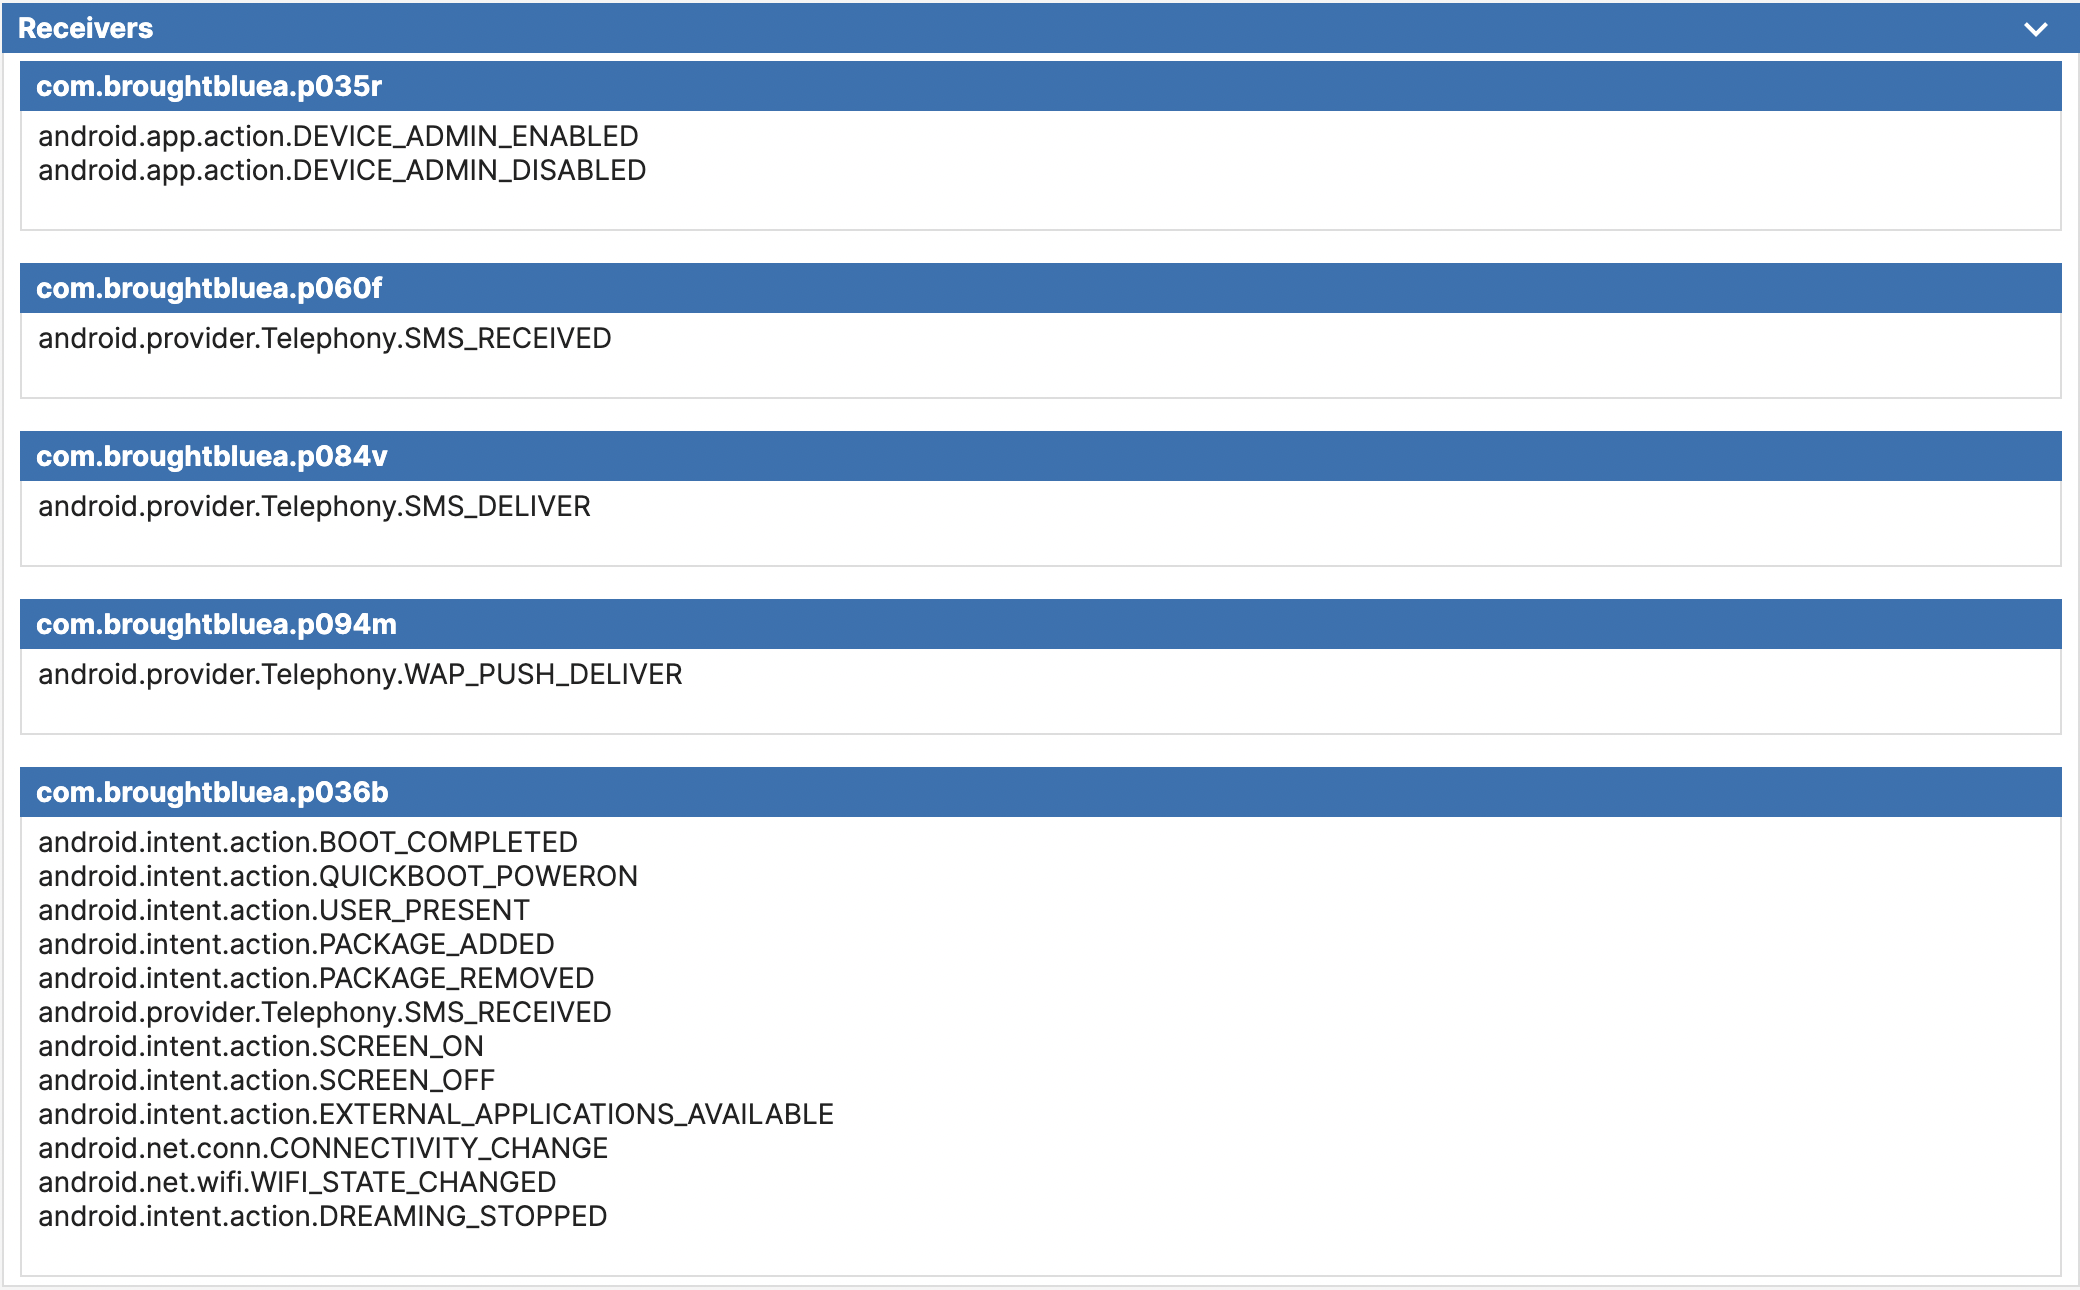 Receivers
com.broughtbluea.p035r
android.app.action.DEVICE_ADMIN_ENABLED
android.app.action.DEVICE_ADMIN_DISABLED
com.broughtbluea.p060f
android.provider.Telephony.SMS_RECEIVED
com.broughtbluea.p084v
android.provider.Telephony.SMS_DELIVER
com.broughtbluea.p094m
android.provider.Telephony.WAP_PUSH_DELIVER
com.broughtbluea.p036b
android.intent.action.BOOT_COMPLETED
android.intent.action.QUICKBOOT_POWERON
android.intent.action.USER_PRESENT
android.intent.action.PACKAGE_ADDED
android.intent.action.PACKAGE_REMOVED
android.provider.Telephony.SMS_RECEIVED
android.intent.action.SCREEN_ON
android.intent.action.SCREEN_OFF
android.intent.action.EXTERNAL_APPLICATIONS_AVAILABLE
android.net.conn.CONNECTIVITY_CHANGE
android.net.wifi.WIFI_STATE_CHANGED
android.intent.action.DREAMING_STOPPED